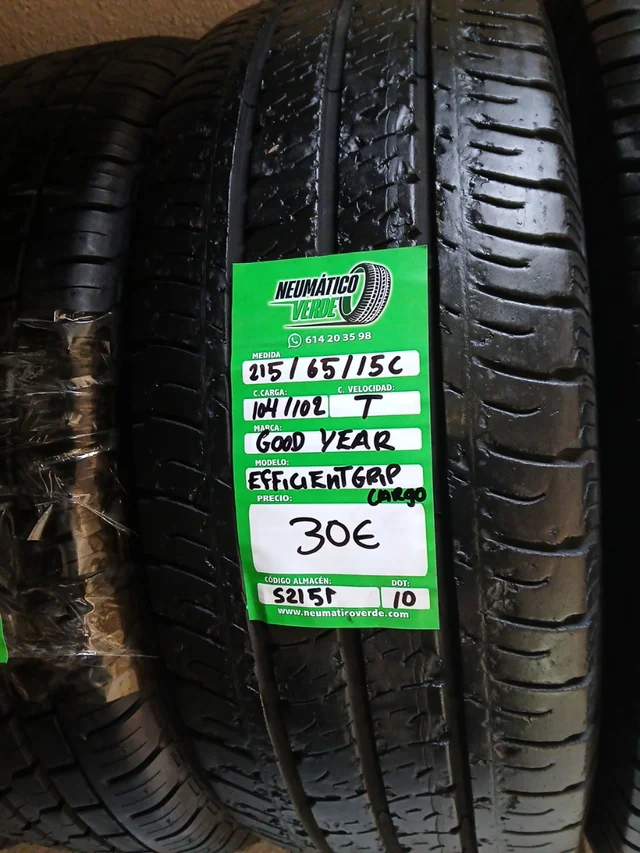 NEUMÁTICO
VERDE
614 20 35 98
MEDIDA
215/65/15C
C.CARGA: C. VELOCIDAD:
104/102 T
MARCA:
GOOD YEAR
MODELO:
EFFICIENTGRIP
CARGO
PRECIO:
30€
CÓDIGO ALMACÉN: DOT:
S215P 10
www.neumaticoverde.com